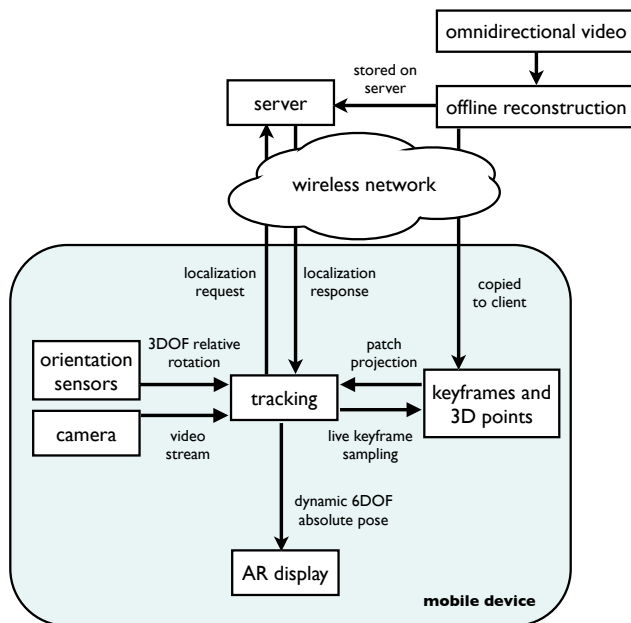 omnidirectional video
stored on
server
server
offline reconstruction
wireless network
localization
request
localization
response
copied
to client
orientation
sensors
3DOF relative
rotation
patch
projection
tracking
keyframes and
3D points
camera
video
stream
live keyframe
sampling
dynamic 6DOF
absolute pose
AR display
mobile device